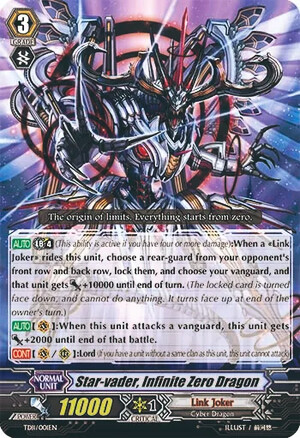 3
GRADE
The origin of limits. Everything starts from zero.
AUTO LB 4 (This ability is active if you have four or more damage):When a «Link
Joker» rides this unit, choose a rear-guard from your opponent's
front row and back row, lock them, and choose your vanguard, and
that unit gets +10000 until end of turn. (The locked card is turned
face down, and cannot do anything. It turns face up at the end of the
owner's turn.)
AUTO (V):When this unit attacks a vanguard, this unit gets
+2000 until end of that battle.
CONT (V/R):Lord (If you have a unit without a same clan as this unit, this unit cannot attack)
NORMAL
UNIT
Star-vader, Infinite Zero Dragon
POWER
11000
1
CRITICAL
Link Joker
Cyber Dragon
TD11/001EN
ILLUST /